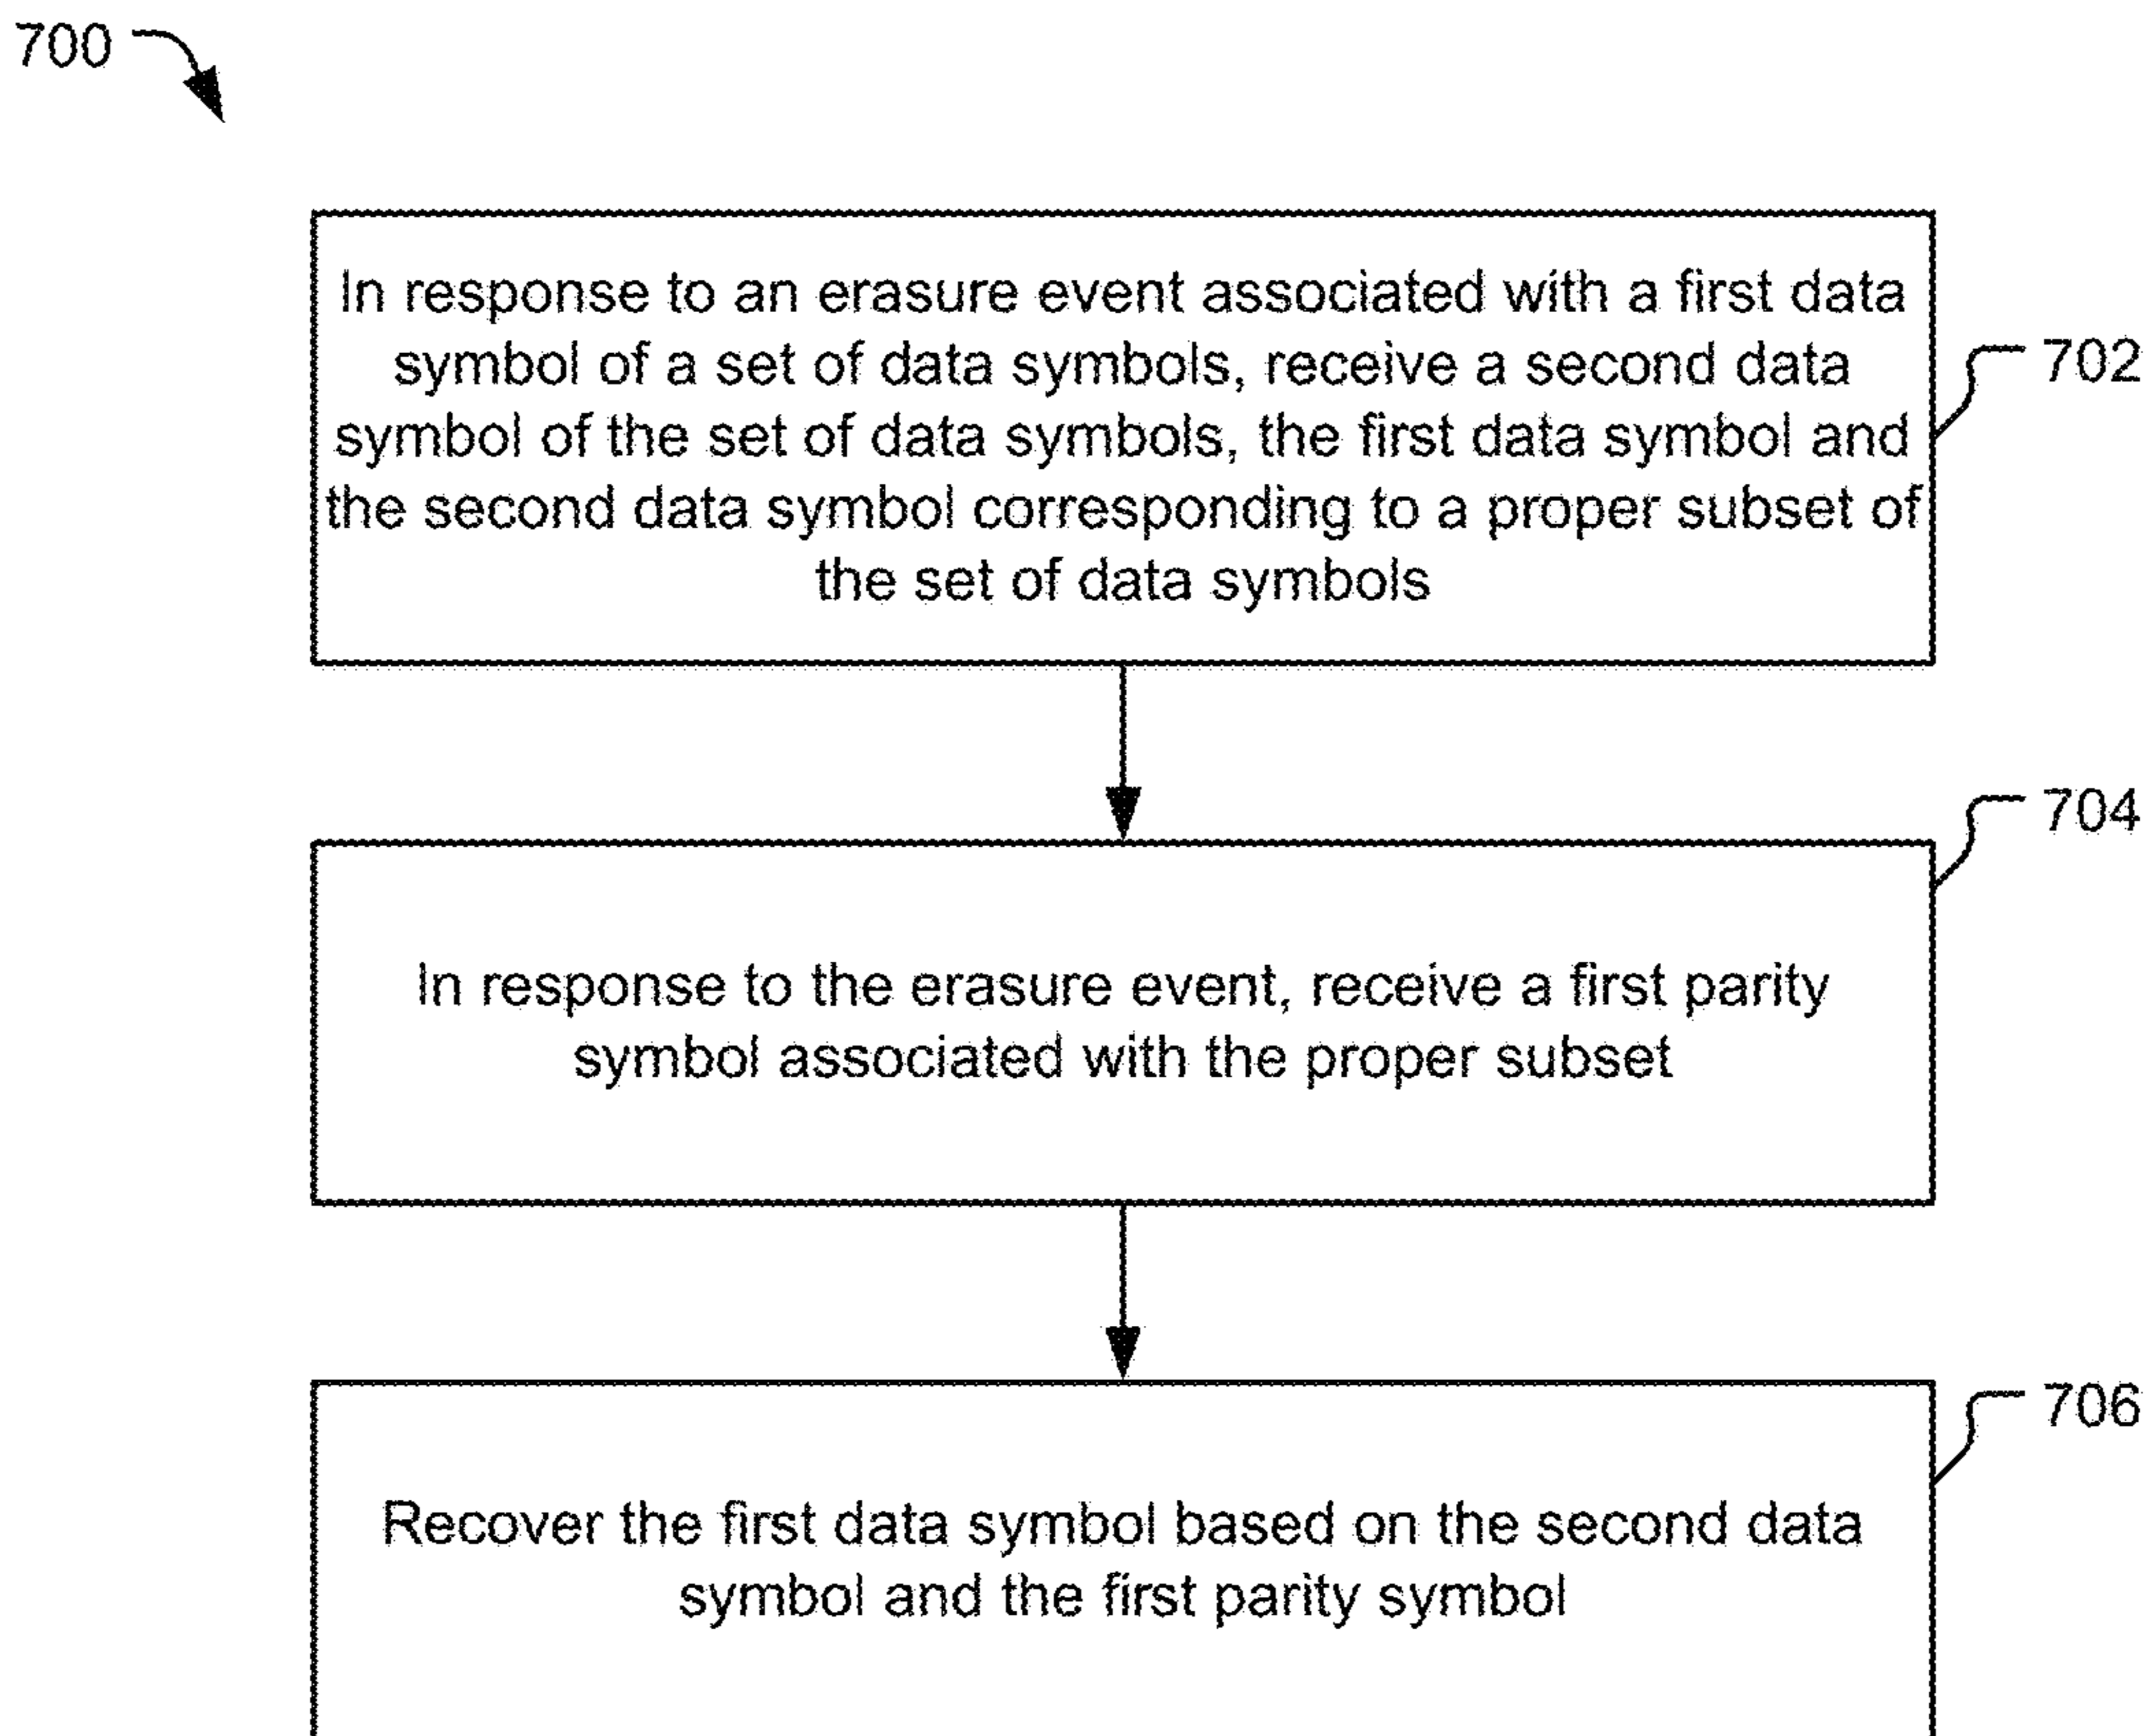 700
In response to an erasure event associated with a first data
symbol of a set of data symbols, receive a second data
symbol of the set of data symbols, the first data symbol and
the second data symbol corresponding to a proper subset of
the set of data symbols
702
704
In response to the erasure event, receive a first parity
symbol associated with the proper subset
706
Recover the first data symbol based on the second data
symbol and the first parity symbol